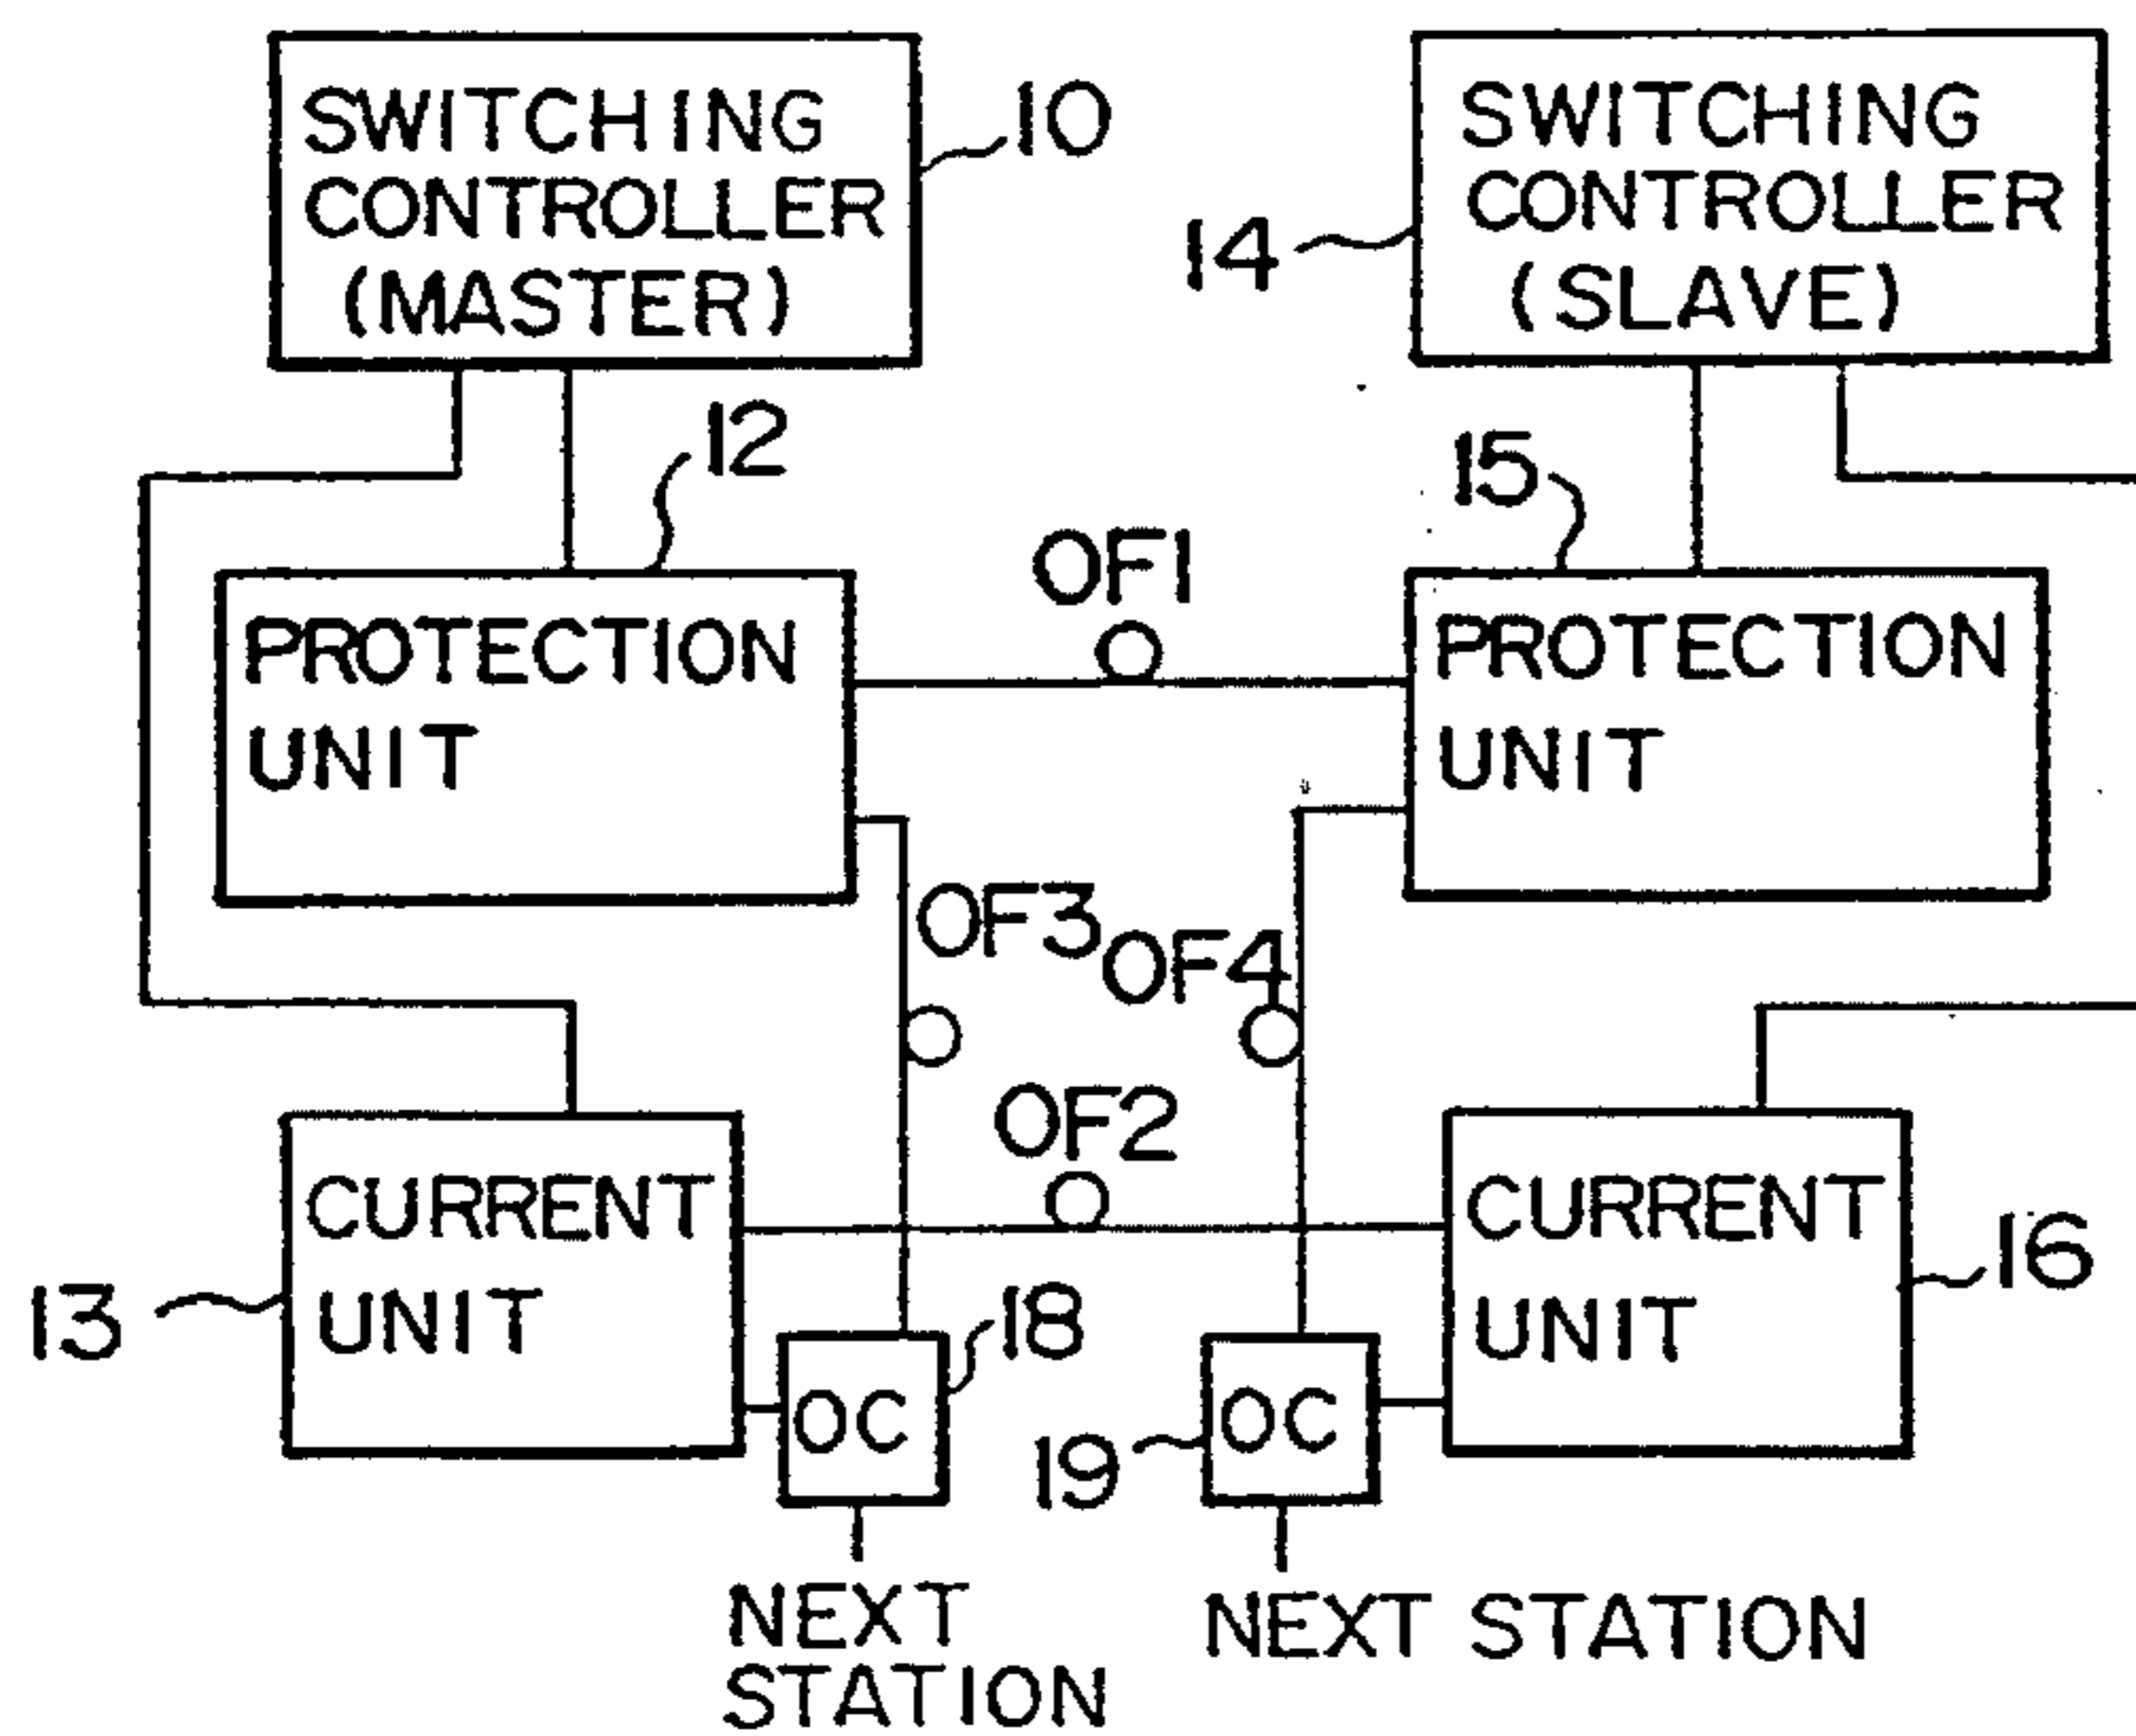 SWITCHING
CONTROLLER
(MASTER)
10
SWITCHING
CONTROLLER
(SLAVE)
14
12
15
OF1
PROTECTION
UNIT
PROTECTION
UNIT
OF3
OF4
OF2
CURRENT
UNIT
13
CURRENT
UNIT
16
OC
18
OC
19
NEXT
STATION
NEXT STATION